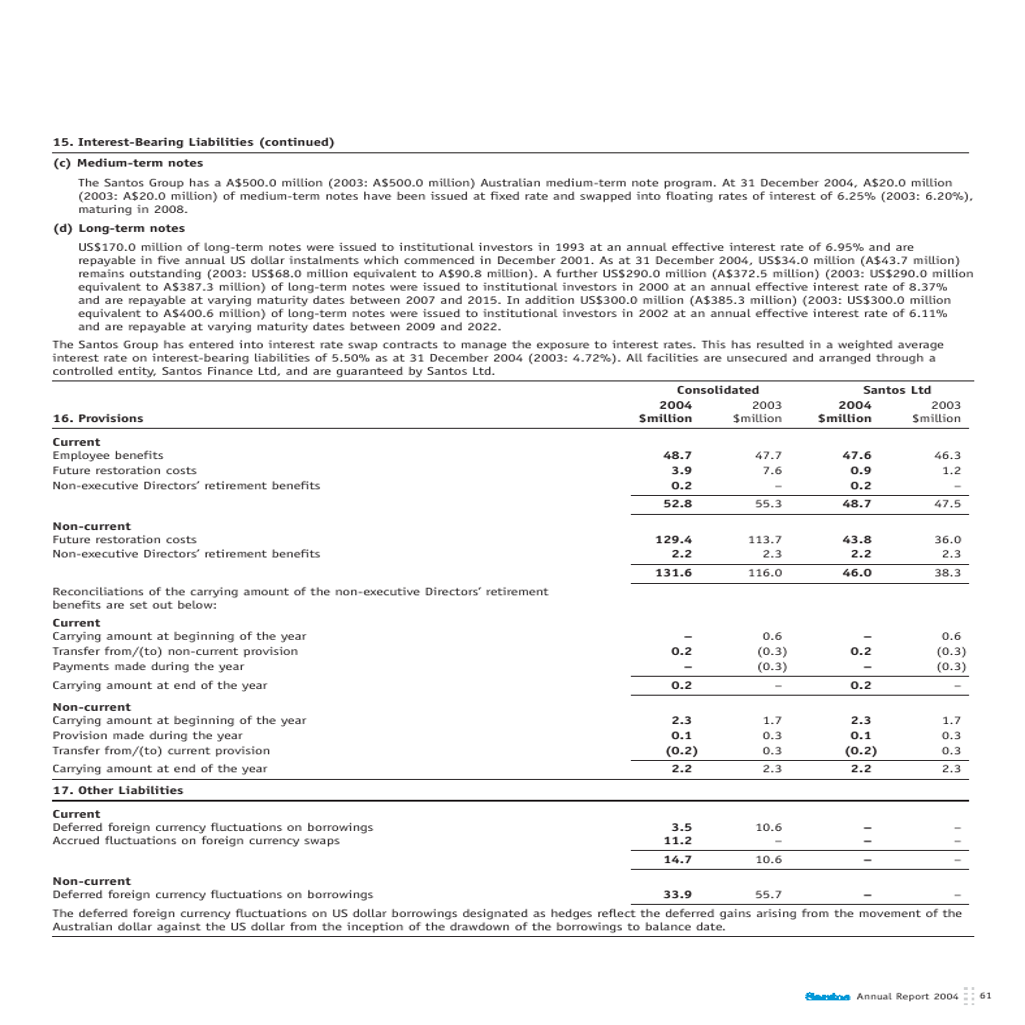 15. Interest-Bearing Liabilities (continued)
(c) Medium-term notes
The Santos Group has a A$500.0 million (2003: A$500.0 million) Australian medium-term note program. At 31 December 2004, A$20.0 million
(2003: A$20.0 million) of medium-term notes have been issued at fixed rate and swapped into floating rates of interest of 6.25% (2003: 6.20%),
maturing in 2008.
(d) Long-term notes
US$170.0 million of long-term notes were issued to institutional investors in 1993 at an annual effective interest rate of 6.95% and are
repayable in five annual US dollar instalments which commenced in December 2001. As at 31 December 2004, US$34.0 million (A$43.7 million)
remains outstanding (2003: US$68.0 million equivalent to A$90.8 million). A further US$290.0 million (A$372.5 million) (2003: US$290.0 million
equivalent to A$387.3 million) of long-term notes were issued to institutional investors in 2000 at an annual effective interest rate of 8.37%
and are repayable at varying maturity dates between 2007 and 2015. In addition US$300.0 million (A$385.3 million) (2003: US$300.0 million
equivalent to A$400.6 million) of long-term notes were issued to institutional investors in 2002 at an annual effective interest rate of 6.11%
and are repayable at varying maturity dates between 2009 and 2022.
The Santos Group has entered into interest rate swap contracts to manage the exposure to interest rates. This has resulted in a weighted average
interest rate on interest-bearing liabilities of 5.50% as at 31 December 2004 (2003: 4.72%). All facilities are unsecured and arranged through a
controlled entity, Santos Finance Ltd, and are guaranteed by Santos Ltd.
Consolidated Santos Ltd
2004 2003 2004 2003
16. Provisions $million $million $million $million
Current
Employee benefits 48.7 47.7 47.6 46.3
Future restoration costs 3.9 7.6 0.9 1.2
Non-executive Directors' retirement benefits 0.2 – 0.2 –
52.8 55.3 48.7 47.5
Non-current
Future restoration costs 129.4 113.7 43.8 36.0
Non-executive Directors' retirement benefits 2.2 2.3 2.2 2.3
131.6 116.0 46.0 38.3
Reconciliations of the carrying amount of the non-executive Directors' retirement
benefits are set out below:
Current
Carrying amount at beginning of the year – 0.6 – 0.6
Transfer from/(to) non-current provision 0.2 (0.3) 0.2 (0.3)
Payments made during the year – (0.3) – (0.3)
Carrying amount at end of the year 0.2 – 0.2 –
Non-current
Carrying amount at beginning of the year 2.3 1.7 2.3 1.7
Provision made during the year 0.1 0.3 0.1 0.3
Transfer from/(to) current provision (0.2) 0.3 (0.2) 0.3
Carrying amount at end of the year 2.2 2.3 2.2 2.3
17. Other Liabilities
Current
Deferred foreign currency fluctuations on borrowings 3.5 10.6 – –
Accrued fluctuations on foreign currency swaps 11.2 – – –
14.7 10.6 – –
Non-current
Deferred foreign currency fluctuations on borrowings 33.9 55.7 – –
The deferred foreign currency fluctuations on US dollar borrowings designated as hedges reflect the deferred gains arising from the movement of the
Australian dollar against the US dollar from the inception of the drawdown of the borrowings to balance date.
Santos Annual Report 2004 61